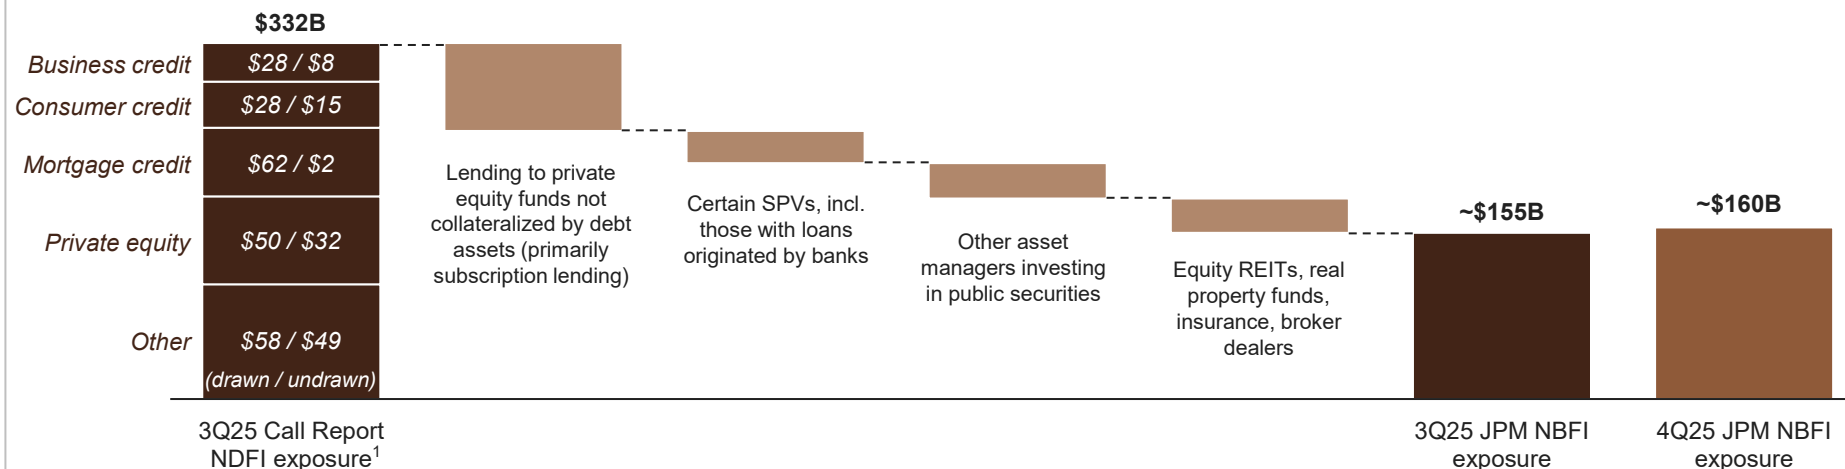 $332B
Business credit
$28 / $8
Consumer credit
$28 / $15
Mortgage credit
$62 / $2
Private equity
$50 / $32
Other
$58 / $49
(drawn / undrawn)
3Q25 Call Report
NDFI exposure1
Lending to private
equity funds not
collateralized by debt
assets (primarily
subscription lending)
Certain SPVs, incl.
those with loans
originated by banks
Other asset
managers investing
in public securities
Equity REITs, real
property funds,
insurance, broker
dealers
~$155B
3Q25 JPM NBFI
exposure
~$160B
4Q25 JPM NBFI
exposure